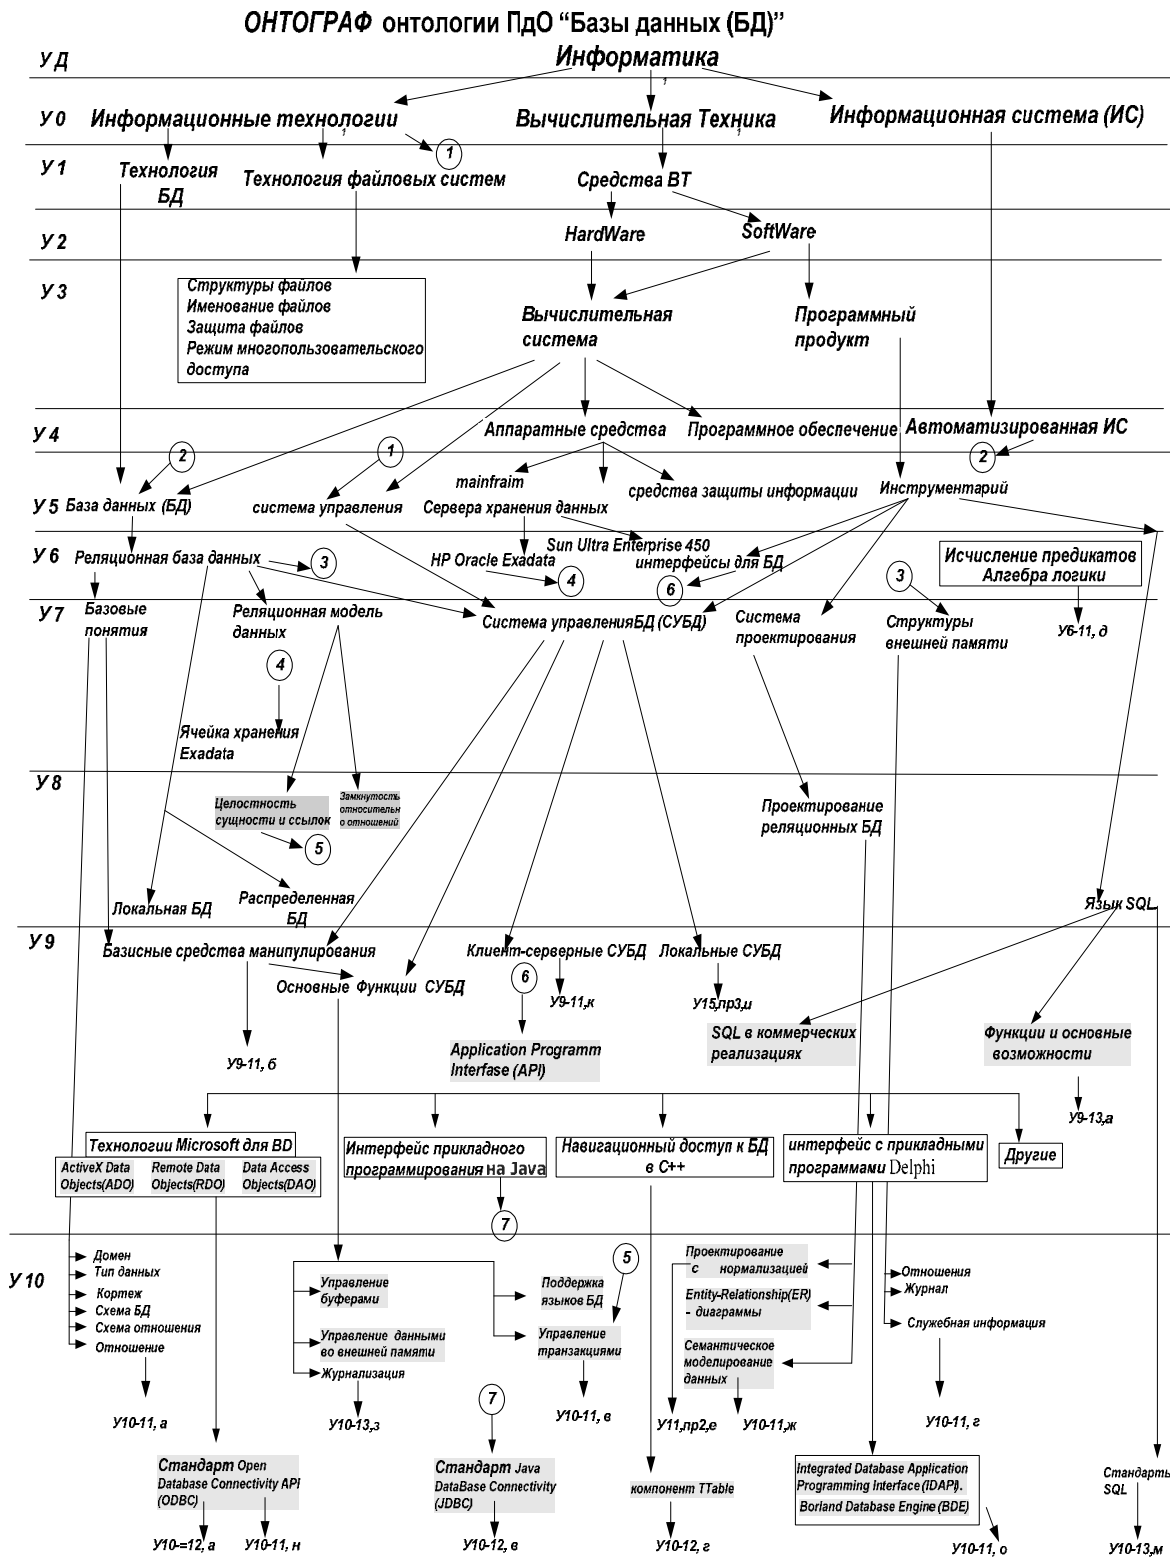 ОНТОГРАФ онтологии ПдО “Базы данных (БД)”
У Д
Информатика
У 0
Информационные технологии
Вычислительная Техника
Информационная система (ИС)
1
У 1
Технология
БД
Технология файловых систем
Средства ВТ
У 2
HardWare
SoftWare
У 3
Структуры файлов
Именование файлов
Защита файлов
Режим многопользовательского
доступа
Вычислительная
система
Программный
продукт
У 4
Аппаратные средства
Программное обеспечение
Автоматизированная ИС
2
1
2
У 5
База данных (БД)
система управления
mainfraim
Сервера хранения данных
средства защиты информации
Инструментарий
У 6
Реляционная база данных
3
HP Oracle Exadata
4
Sun Ultra Enterprise 450
интерфейсы для БД
6
3
Исчисление предикатов
Алгебра логики
У 7
Базовые
понятия
Реляционная модель
данных
Система управленияБД (СУБД)
Система
проектирования
Структуры
внешней памяти
У6-11, д
4
Ячейка хранения
Exadata
У 8
Целостность
сущности и ссылок
Замкнутость
относительн
о отношений
5
Проектирование
реляционных БД
Локальная БД
Распределенная
БД
Язык SQL
У 9
Базисные средства манипулирования
Основные Функции СУБД
Клиент-серверные СУБД
Локальные СУБД
6
У9-11,к
У15,пр3,и
У9-11, б
Application Programm
Interfase (API)
SQL в коммерческих
реализациях
Функции и основные
возможности
У9-13,а
Технологии Microsoft для BD
ActiveX Data
Objects(ADO)
Remote Data
Objects(RDO)
Data Access
Objects(DAO)
Интерфейс прикладного
программирования на Java
Навигационный доступ к БД
в C++
интерфейс с прикладными
программами Delphi
Другие
7
У 10
Домен
Тип данных
Кортеж
Схема БД
Схема отношения
Отношение
Управление
буферами
Управление данными
во внешней памяти
Журнализация
Поддержка
языков БД
Управление
транзакциями
5
Проектирование
с нормализацией
Entity-Relationship(ER)
- диаграммы
Семантическое
моделирование
данных
Отношения
Журнал
Служебная информация
У10-11, а
У10-13,з
7
У10-11, в
У11,пр2,е
У10-11,ж
У10-11, г
Стандарт Open
Database Connectivity API
(ODBC)
Стандарт Java
DataBase Connectivity
(JDBC)
компонент TTable
Integrated Database Application
Programming Interface (IDAPI).
Borland Database Engine (BDE)
Стандарты
SQL
У10-=12, а
У10-11, н
У10-12, в
У10-12, г
У10-11, о
У10-13,м